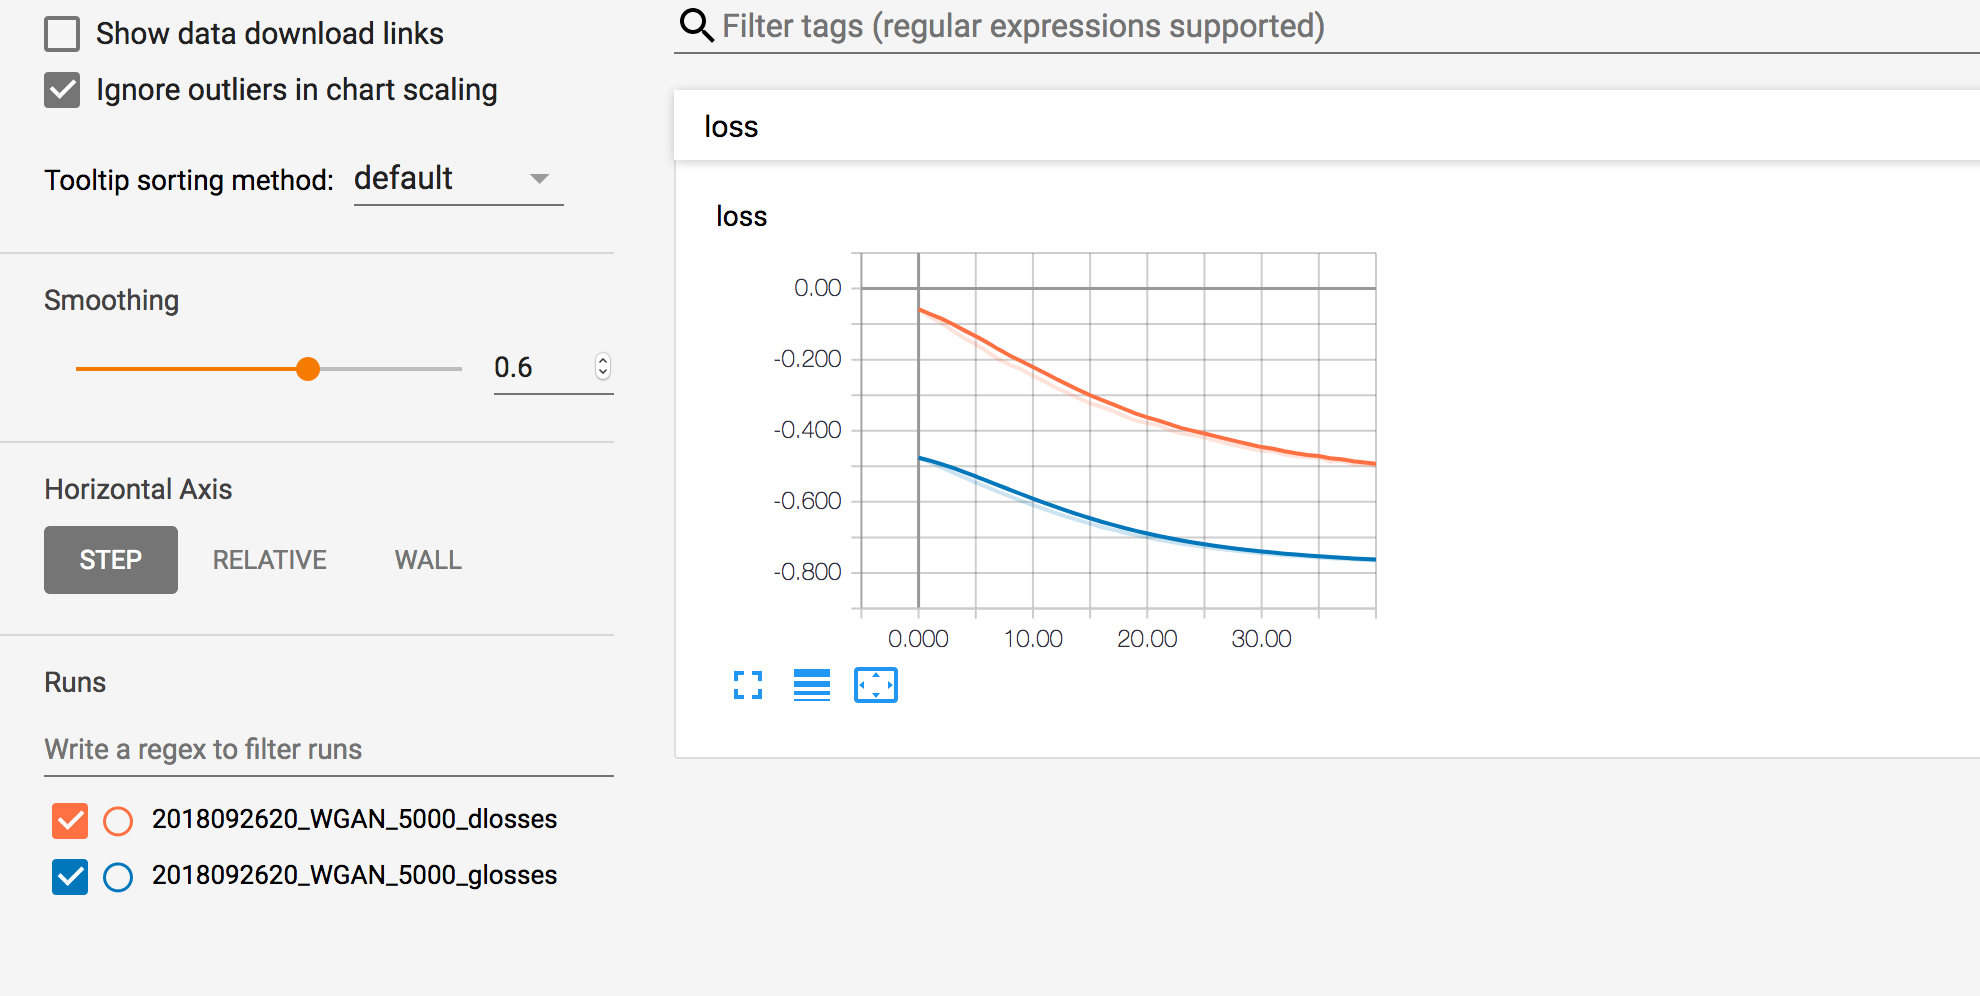 Show data download links
Ignore outliers in chart scaling
Tooltip sorting method: default
Smoothing
0.6
Horizontal Axis
STEP RELATIVE WALL
Runs
Write a regex to filter runs
2018092620_WGAN_5000_dlosses
2018092620_WGAN_5000_glosses
Filter tags (regular expressions supported)
loss
loss
0.00
-0.200
-0.400
-0.600
-0.800
0.000 10.00 20.00 30.00